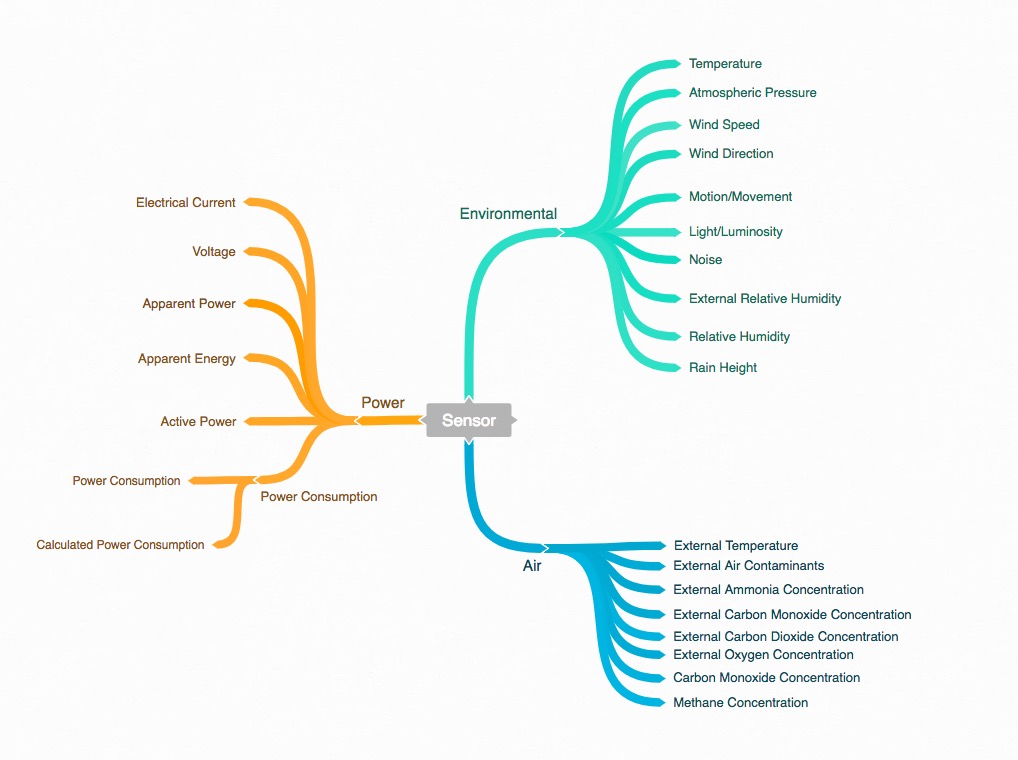 Temperature
Atmospheric Pressure
Wind Speed
Wind Direction
Motion/Movement
Light/Luminosity
Noise
External Relative Humidity
Relative Humidity
Rain Height
Environmental
Electrical Current
Voltage
Apparent Power
Apparent Energy
Active Power
Power Consumption
Calculated Power Consumption
Power Consumption
Power
Sensor
Air
External Temperature
External Air Contaminants
External Ammonia Concentration
External Carbon Monoxide Concentration
External Carbon Dioxide Concentration
External Oxygen Concentration
Carbon Monoxide Concentration
Methane Concentration